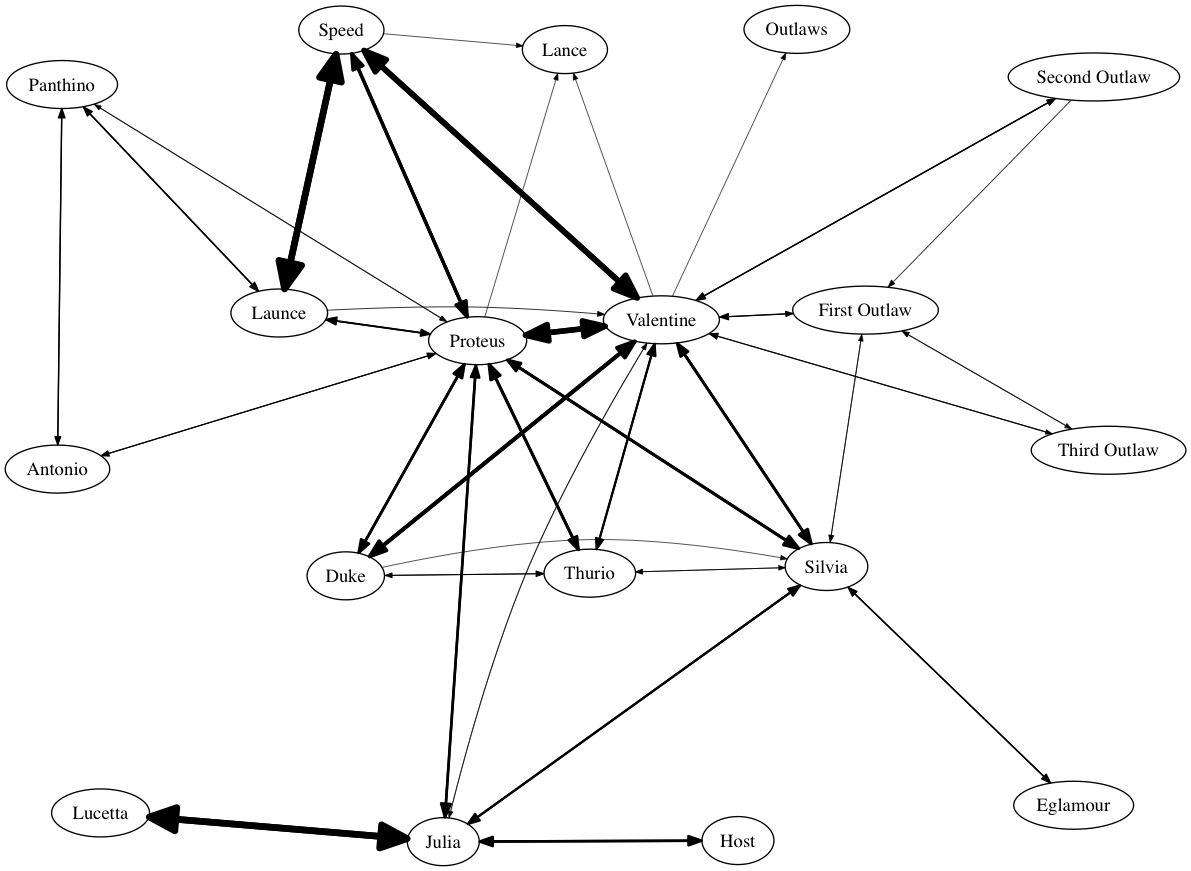 Speed
Lance
Outlaws
Panthino
Second Outlaw
Launce
Proteus
Valentine
First Outlaw
Antonio
Third Outlaw
Duke
Thurio
Silvia
Lucetta
Julia
Host
Eglamour